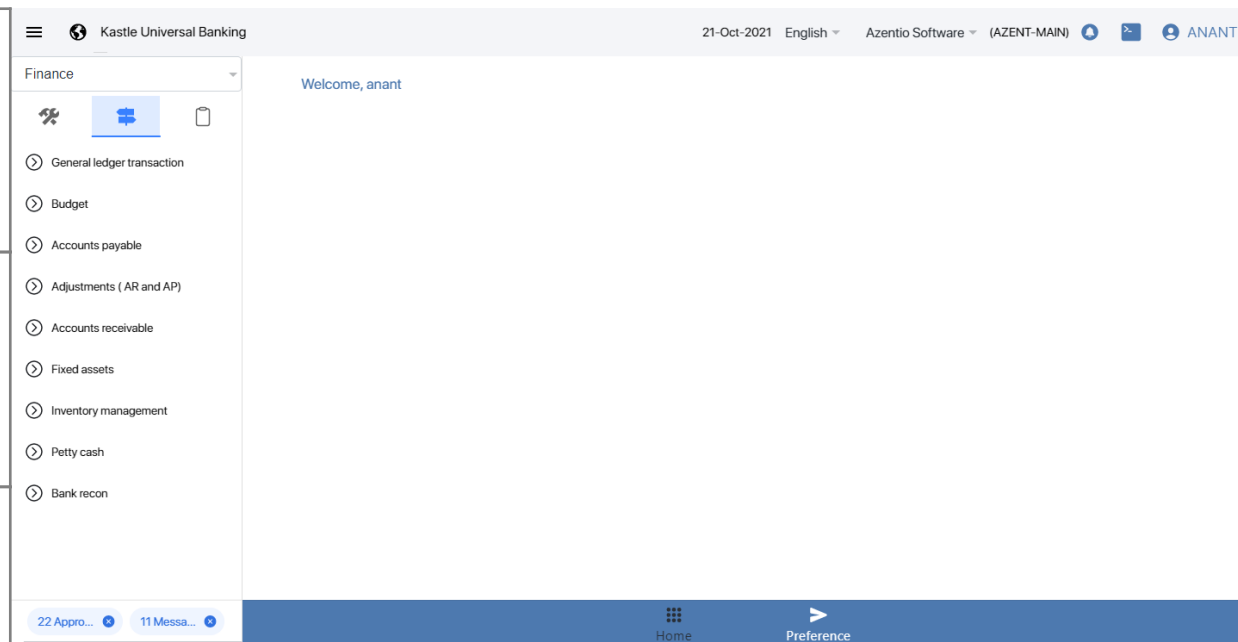 Kastle Universal Banking 21-Oct-2021 English Azentio Software (AZENT-MAIN) ANANT
Finance
Welcome, anant
General ledger transaction
Budget
Accounts payable
Adjustments ( AR and AP)
Accounts receivable
Fixed assets
Inventory management
Petty cash
Bank recon
22 Appro... 11 Messa...
Home Preference